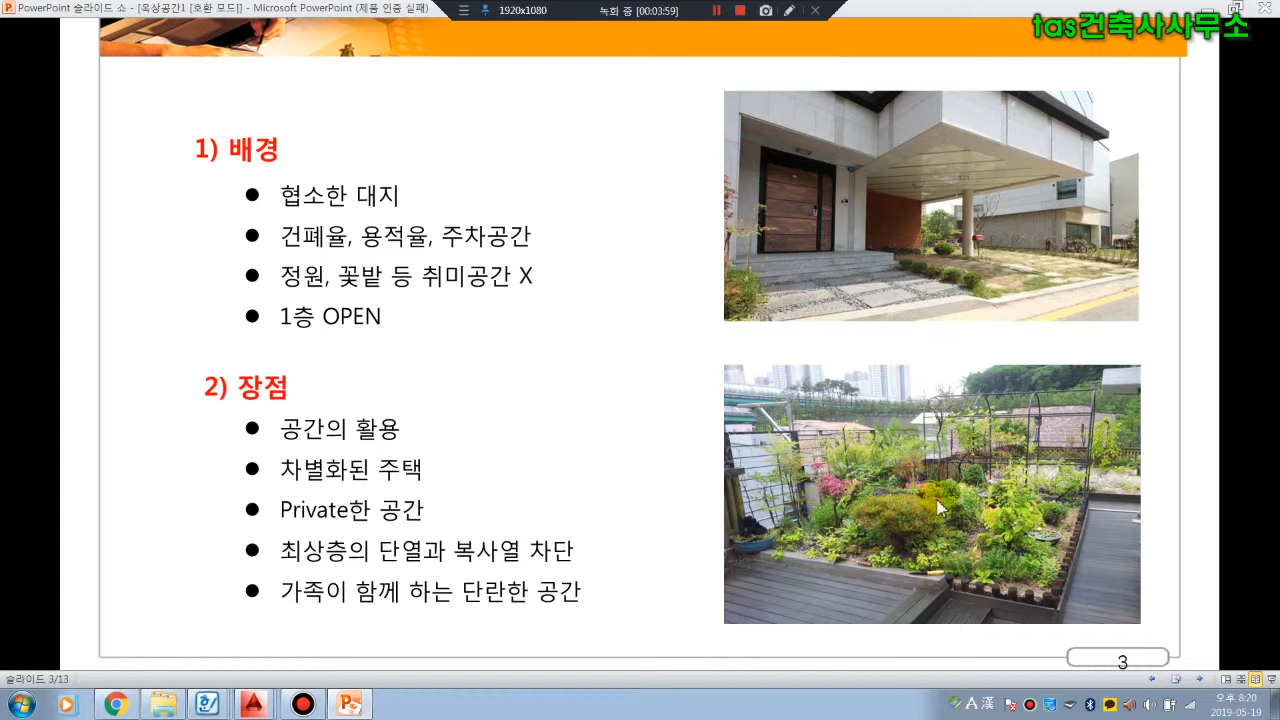 PowerPoint 슬라이드 쇼 - [옥상공간1 [호환 모드]] - Microsoft PowerPoint (제품 인증 실패)
1920x1080
녹화 중 [00:03:59]
tas건축사사무소
1) 배경
● 협소한 대지
● 건폐율, 용적율, 주차공간
● 정원, 꽃밭 등 취미공간 X
● 1층 OPEN
2) 장점
● 공간의 활용
● 차별화된 주택
● Private한 공간
● 최상층의 단열과 복사열 차단
● 가족이 함께 하는 단란한 공간
3
슬라이드 3/13
A 漢
오후 8:20
2019-05-19